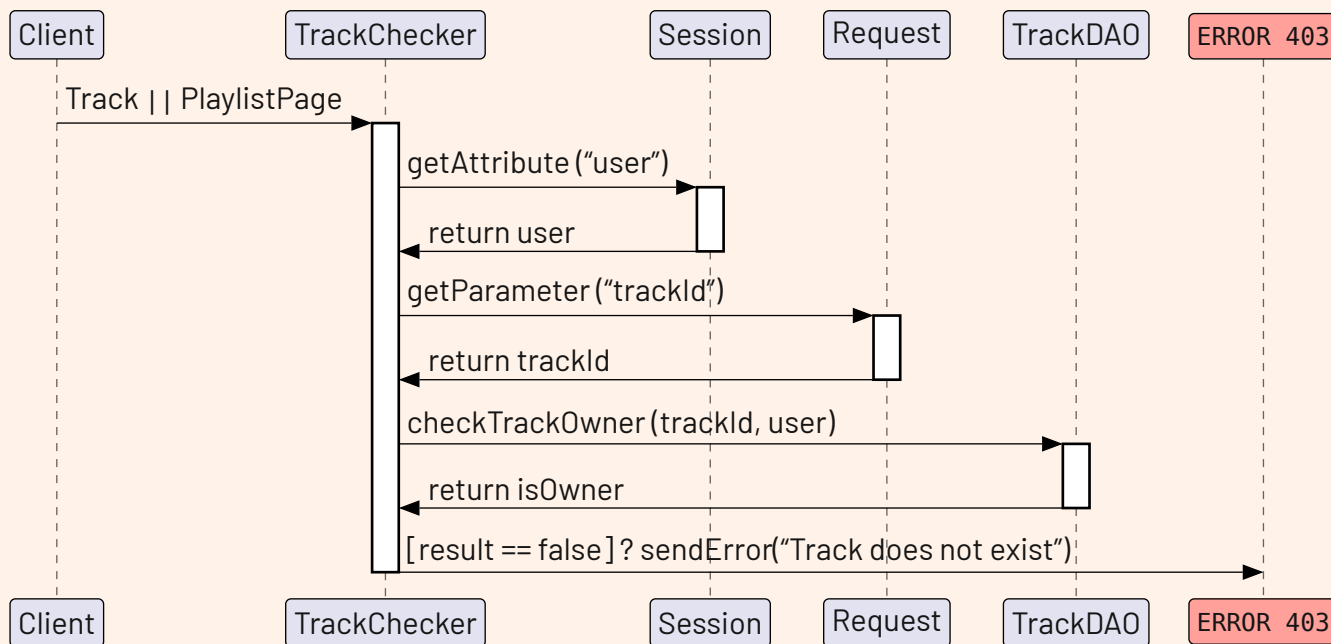 Client TrackChecker Session Request TrackDAO ERROR 403
Track || PlaylistPage
getAttribute (“user”)
return user
getParameter (“trackId”)
return trackId
checkTrackOwner (trackId, user)
return isOwner
[result == false] ? sendError(“Track does not exist”)
Client TrackChecker Session Request TrackDAO ERROR 403